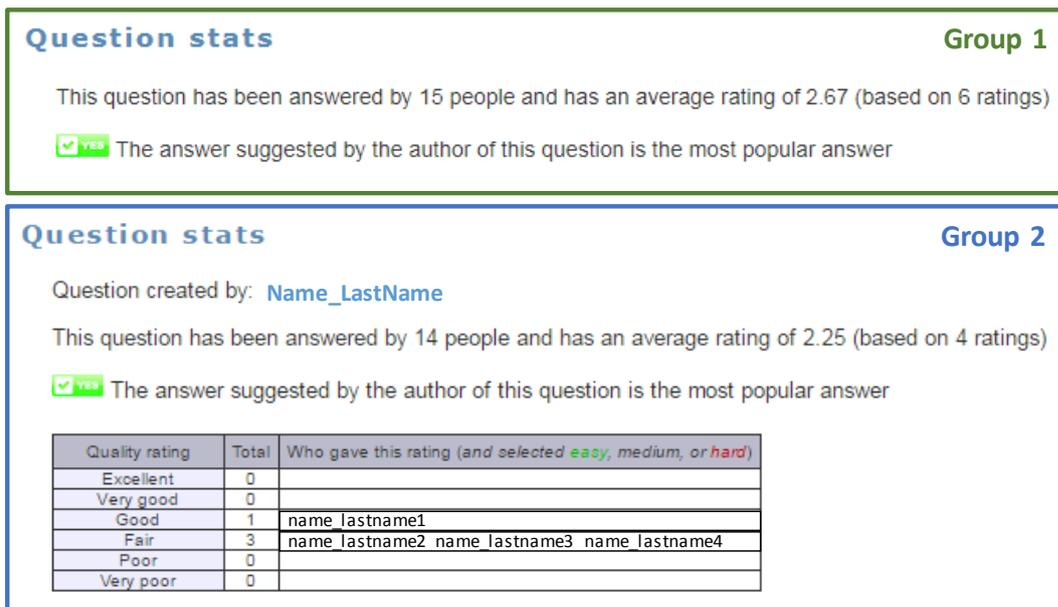 Question stats Group 1
This question has been answered by 15 people and has an average rating of 2.67 (based on 6 ratings)
YES The answer suggested by the author of this question is the most popular answer
Question stats Group 2
Question created by: Name_LastName
This question has been answered by 14 people and has an average rating of 2.25 (based on 4 ratings)
YES The answer suggested by the author of this question is the most popular answer
Quality rating Total Who gave this rating (and selected easy, medium, or hard)
Excellent 0
Very good 0
Good 1 name_lastname1
Fair 3 name_lastname2 name_lastname3 name_lastname4
Poor 0
Very poor 0